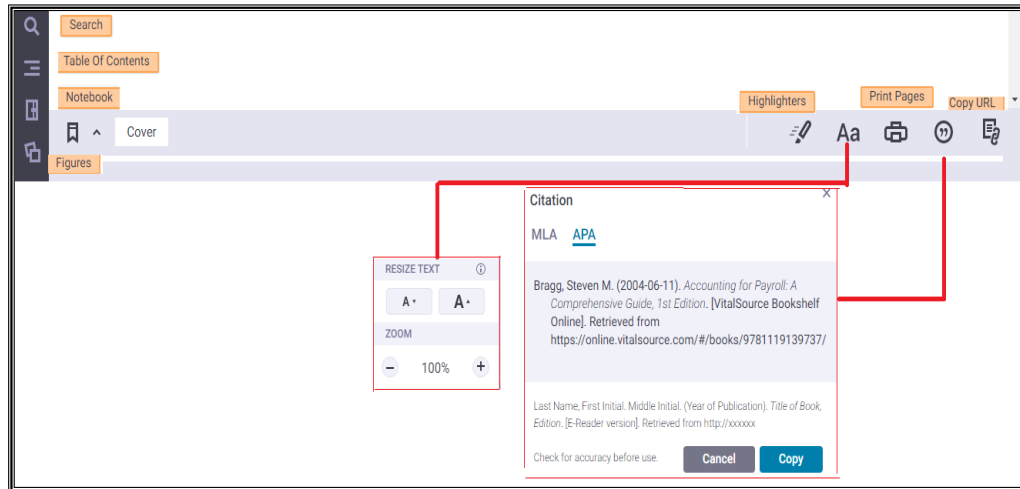 Search
Table Of Contents
Notebook
Highlighters
Print Pages
Copy URL
Cover
Aa
Figures
Citation
X
MLA APA
RESIZE TEXT
A A
ZOOM
− 100% +
Bragg, Steven M. (2004-06-11). Accounting for Payroll: A
Comprehensive Guide, 1st Edition. [VitalSource Bookshelf
Online]. Retrieved from
https://online.vitalsource.com/#/books/9781119139737/
Last Name, First Initial. Middle Initial. (Year of Publication). Title of Book,
Edition. [E-Reader version]. Retrieved from http://xxxxxx
Check for accuracy before use.
Cancel
Copy